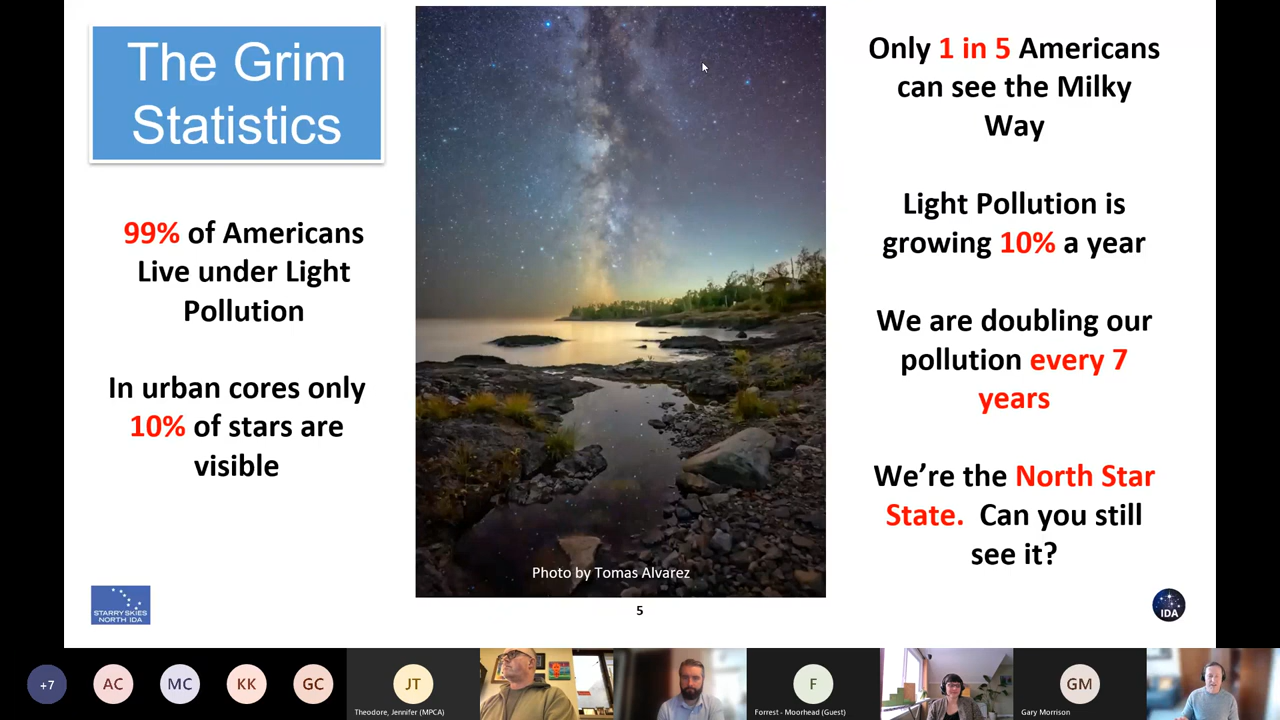 The Grim
Statistics
99% of Americans
Live under Light
Pollution
In urban cores only
10% of stars are
visible
Photo by Tomas Alvarez
Only 1 in 5 Americans
can see the Milky
Way
Light Pollution is
growing 10% a year
We are doubling our
pollution every 7
years
We’re the North Star
State. Can you still
see it?
STARRY SKIES
NORTH IDA
5
IDA
+7
AC
MC
KK
GC
JT
Theodore, Jennifer (MPCA)
F
Forrest - Moorhead (Guest)
GM
Gary Morrison